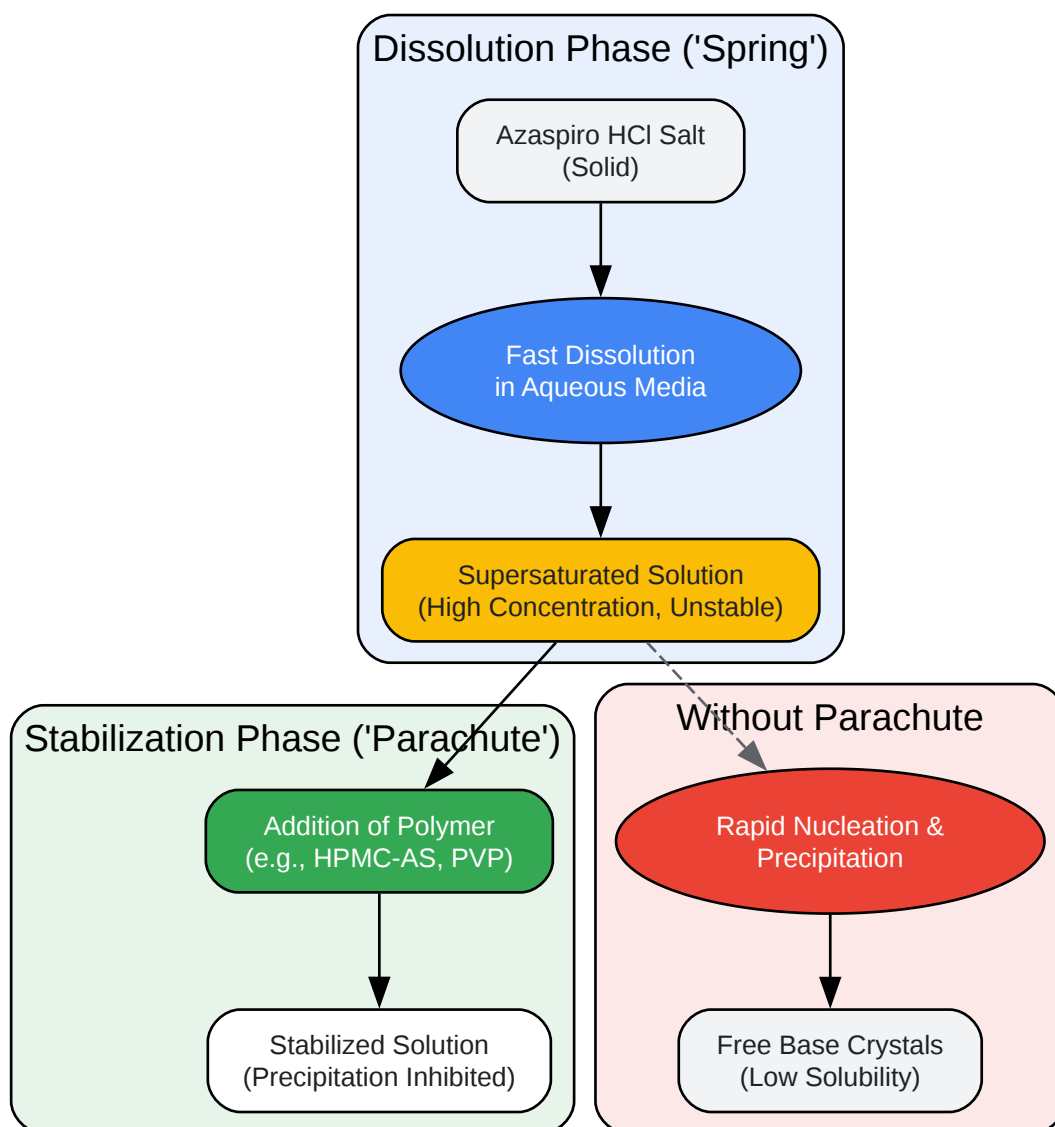 Dissolution Phase ('Spring')
Azaspiro HCl Salt
(Solid)
Fast Dissolution
in Aqueous Media
Supersaturated Solution
(High Concentration, Unstable)
Stabilization Phase ('Parachute')
Addition of Polymer
(e.g., HPMC-AS, PVP)
Stabilized Solution
(Precipitation Inhibited)
Without Parachute
Rapid Nucleation &
Precipitation
Free Base Crystals
(Low Solubility)